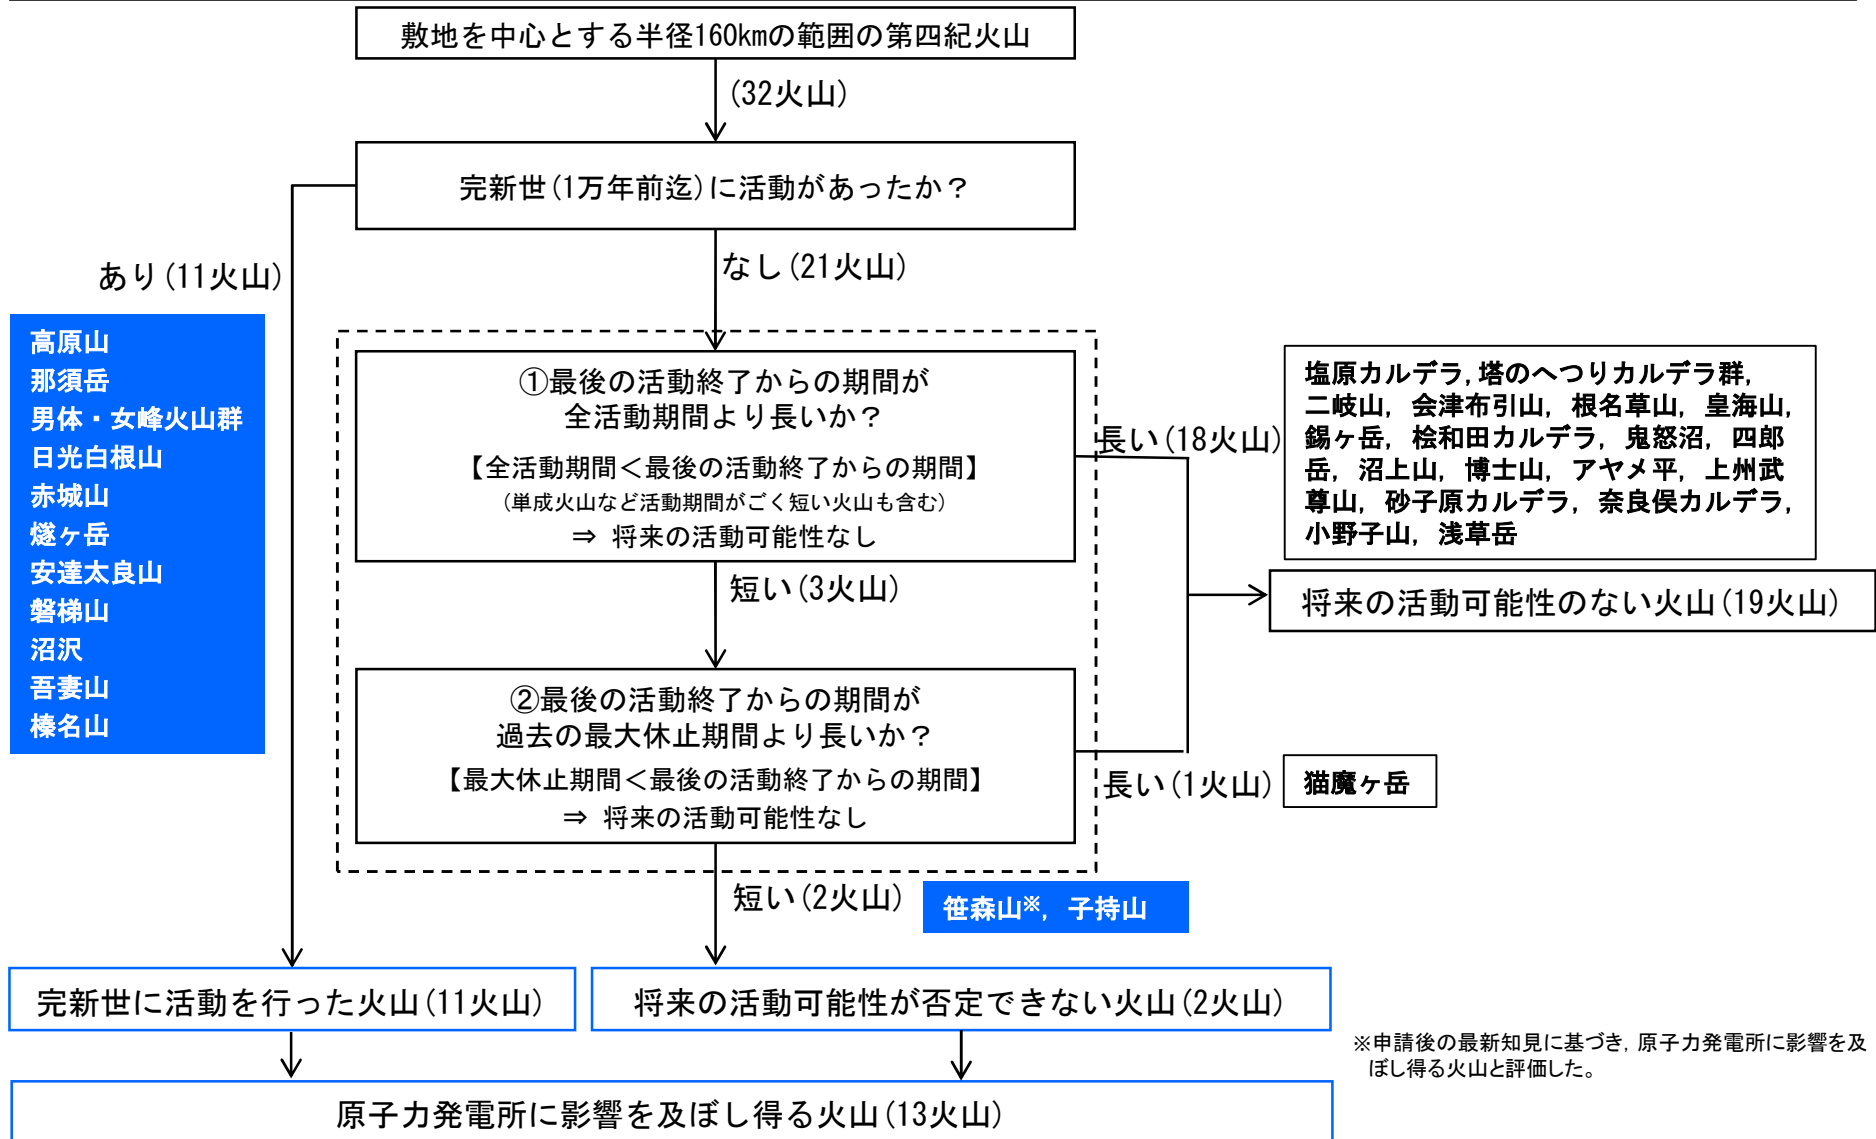 敷地を中心とする半径160kmの範囲の第四紀火山
(32火山)
完新世(1万年前迄)に活動があったか？
あり(11火山)
なし(21火山)
高原山
那須岳
男体・女峰火山群
日光白根山
赤城山
燧ヶ岳
安達太良山
磐梯山
沼沢
吾妻山
榛名山
①最後の活動終了からの期間が
全活動期間より長いか？
【全活動期間＜最後の活動終了からの期間】
(単成火山など活動期間がごく短い火山も含む)
⇒ 将来の活動可能性なし
長い(18火山)
塩原カルデラ, 塔のへつりカルデラ群,
二岐山, 会津布引山, 根名草山, 皇海山,
錫ヶ岳, 桧和田カルデラ, 鬼怒沼, 四郎
岳, 沼上山, 博士山, アヤメ平, 上州武
尊山, 砂子原カルデラ, 奈良俣カルデラ,
小野子山, 浅草岳
短い(3火山)
将来の活動可能性のない火山(19火山)
②最後の活動終了からの期間が
過去の最大休止期間より長いか？
【最大休止期間＜最後の活動終了からの期間】
⇒ 将来の活動可能性なし
長い(1火山)
猫魔ヶ岳
短い(2火山)
笹森山※, 子持山
完新世に活動を行った火山(11火山)
将来の活動可能性が否定できない火山(2火山)
※申請後の最新知見に基づき, 原子力発電所に影響を及
ぼし得る火山と評価した。
原子力発電所に影響を及ぼし得る火山(13火山)